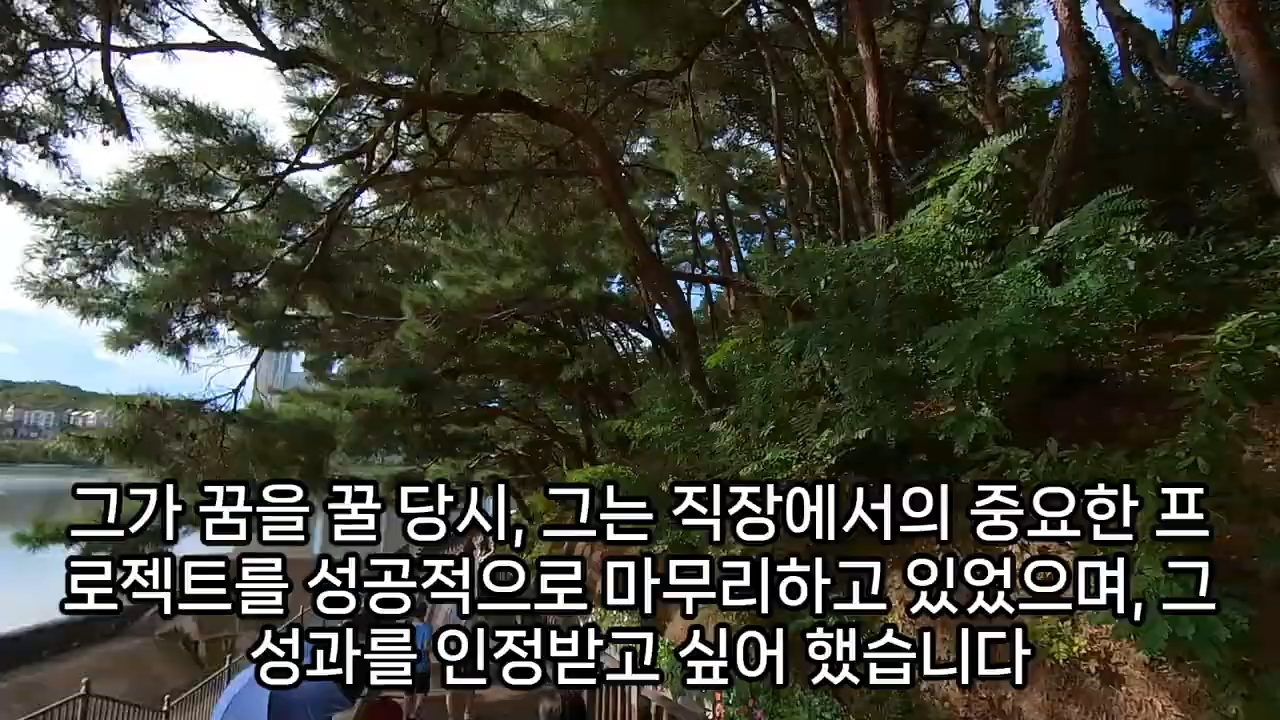 그가 꿈을 꿀 당시, 그는 직장에서의 중요한 프
로젝트를 성공적으로 마무리하고 있었으며, 그
성과를 인정받고 싶어 했습니다